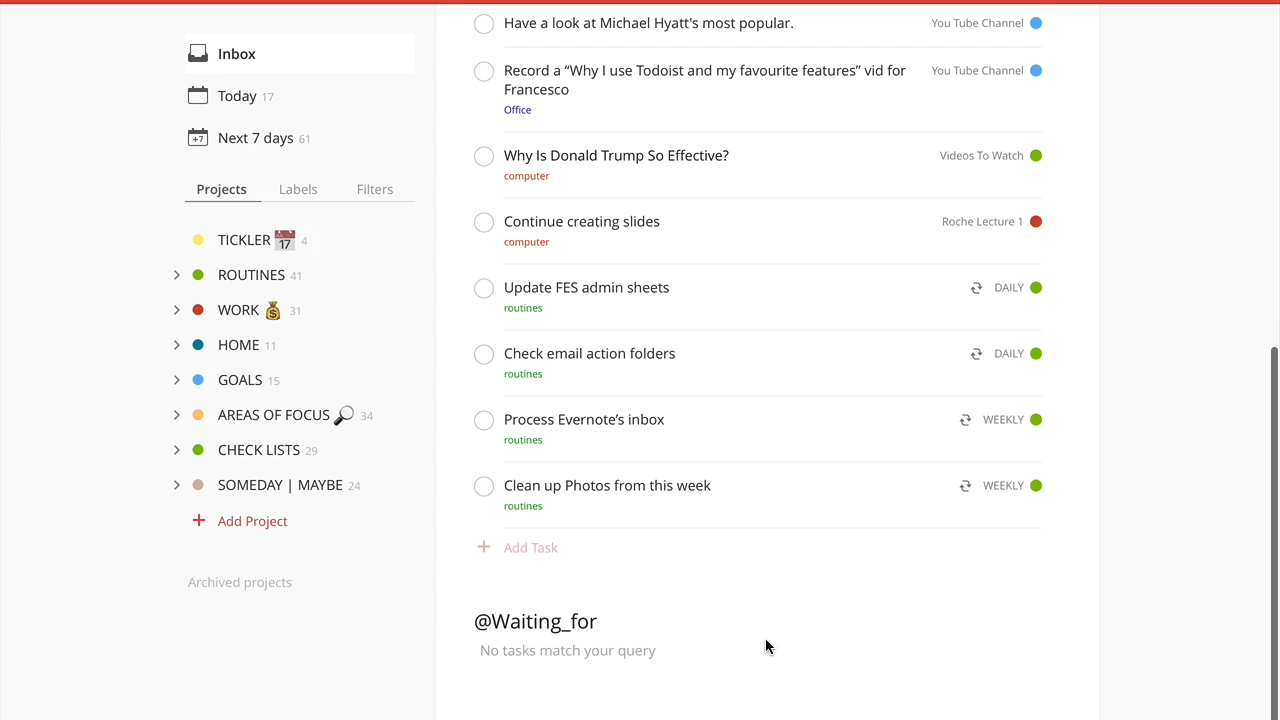 Inbox
Today 17
+7 Next 7 days 61
Projects Labels Filters
TICKLER 17 4
ROUTINES 41
WORK 31
HOME 11
GOALS 15
AREAS OF FOCUS 34
CHECK LISTS 29
SOMEDAY | MAYBE 24
+ Add Project
Archived projects
Have a look at Michael Hyatt's most popular. You Tube Channel
Record a “Why I use Todoist and my favourite features” vid for You Tube Channel
Francesco
Office
Why Is Donald Trump So Effective? Videos To Watch
computer
Continue creating slides Roche Lecture 1
computer
Update FES admin sheets DAILY
routines
Check email action folders DAILY
routines
Process Evernote’s inbox WEEKLY
routines
Clean up Photos from this week WEEKLY
routines
+ Add Task
@Waiting_for
No tasks match your query